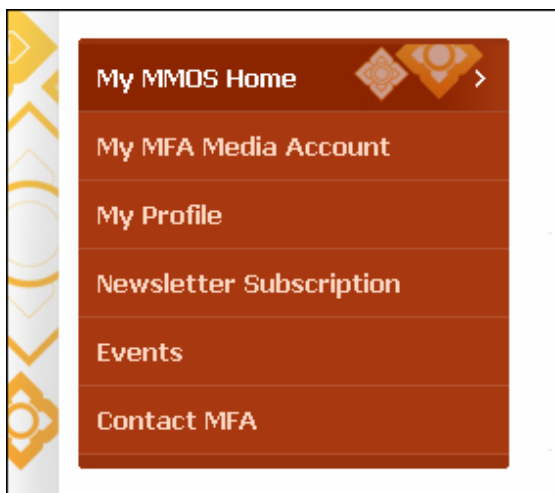 My MMOS Home
My MFA Media Account
My Profile
Newsletter Subscription
Events
Contact MFA